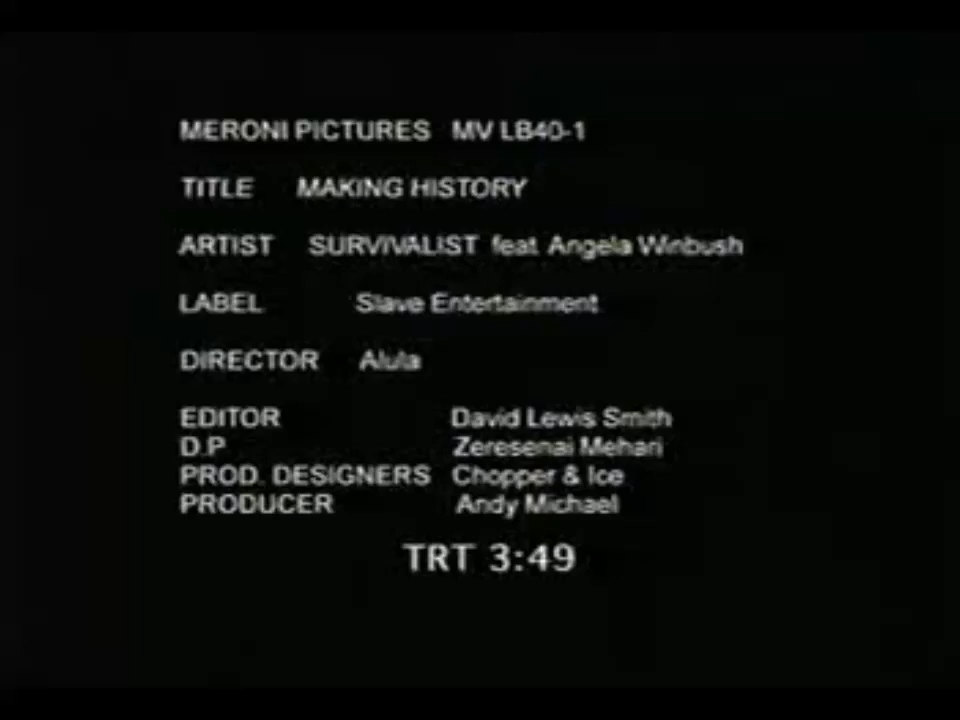 MERONI PICTURES MV LB40-1
TITLE MAKING HISTORY
ARTIST SURVIVALIST feat. Angela Winbush
LABEL Slave Entertainment
DIRECTOR Alula
EDITOR David Lewis Smith
D.P Zeresenai Mehari
PROD. DESIGNERS Chopper & Ice
PRODUCER Andy Michael
TRT 3:49